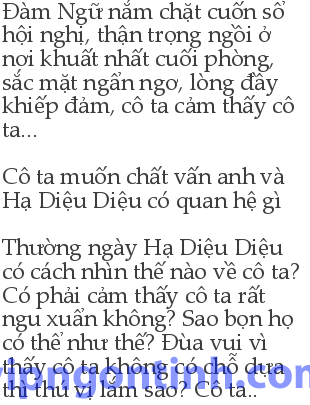 Đàm Ngữ nắm chặt cuốn sổ
hội nghị, thận trọng ngồi ở
nơi khuất nhất cuối phòng,
sắc mặt ngẩn ngơ, lòng đầy
khiếp đảm, cô ta cảm thấy cô
ta...
Cô ta muốn chất vấn anh và
Hạ Diệu Diệu có quan hệ gì
Thường ngày Hạ Diệu Diệu
có cách nhìn thế nào về cô ta?
Có phải cảm thấy cô ta rất
ngu xuẩn không? Sao bọn họ
có thể như thế? Đùa vui vì
thấy cô ta không có chỗ dựa
thì thú vị lắm sao? Cô ta..
vipngontinh.com